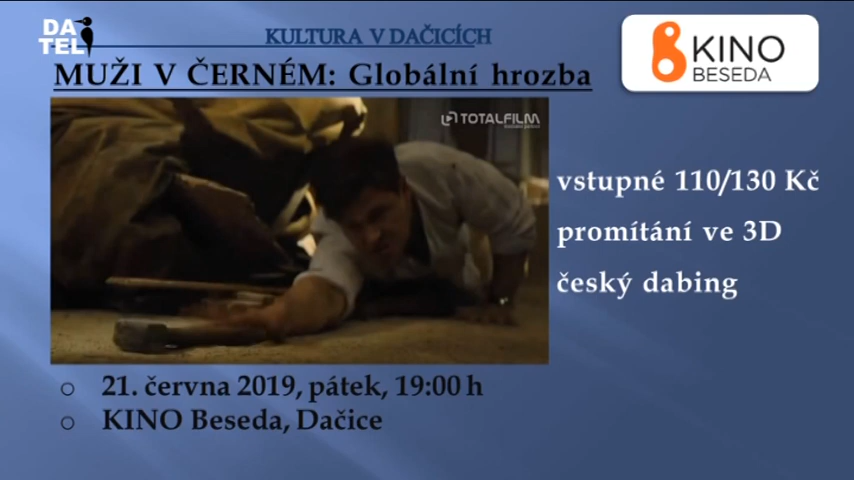 DA
TEL
KULTURA V DAČICÍCH
KINO
BESEDA
MUŽI V ČERNÉM: Globální hrozba
TOTALFILM
vstupné 110/130 Kč
promítání ve 3D
český dabing
21. června 2019, pátek, 19:00 h
KINO Beseda, Dačice